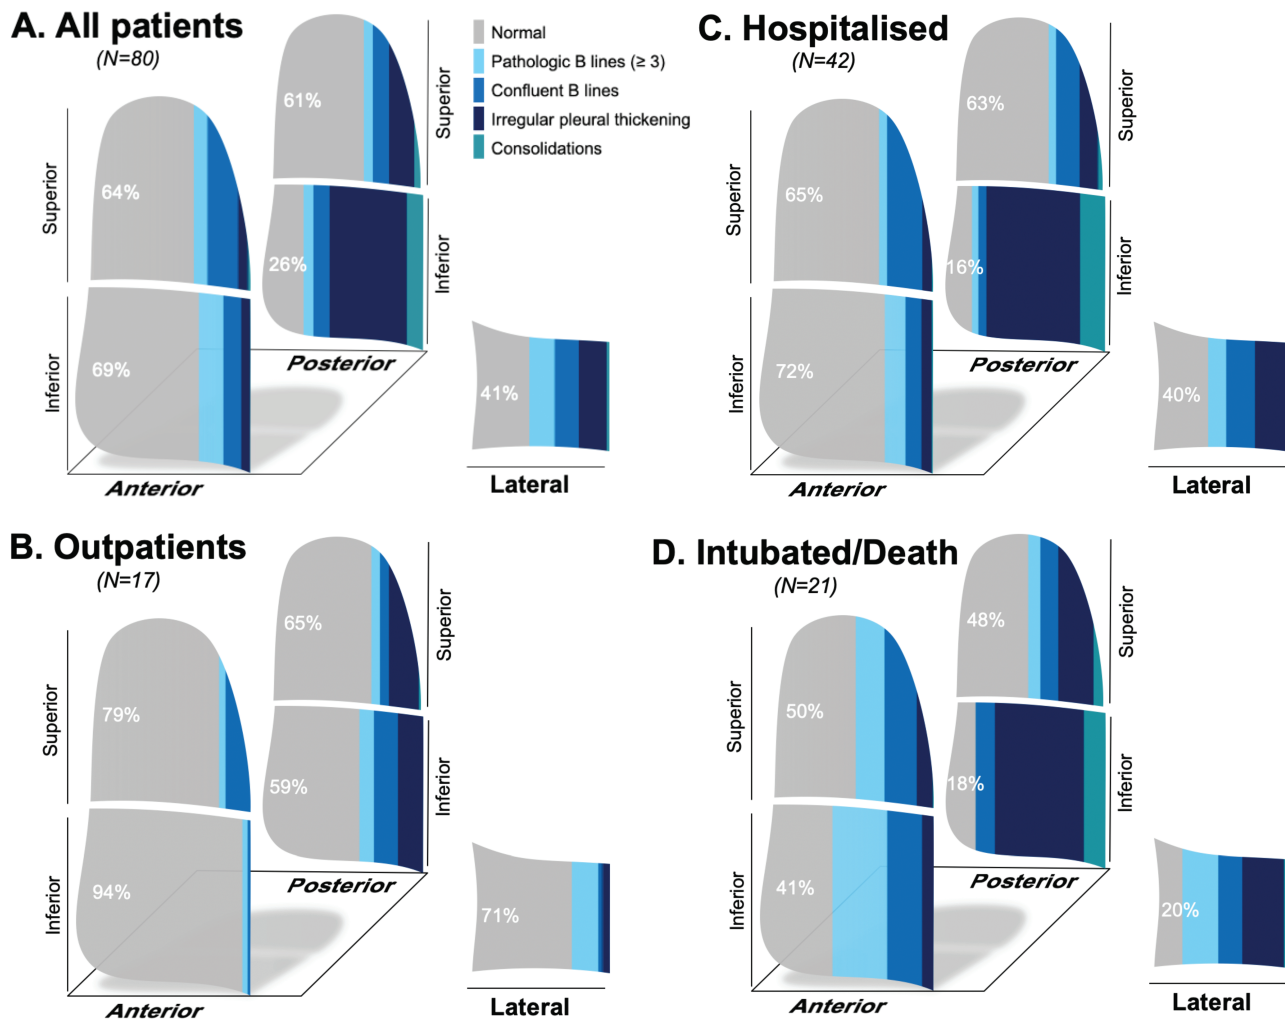 A. All patients
(N=80)
Superior
Inferior
64%
69%
Anterior
61%
26%
Superior
Inferior
Posterior
Normal
Pathologic B lines (≥ 3)
Confluent B lines
Irregular pleural thickening
Consolidations
41%
Lateral
C. Hospitalised
(N=42)
Superior
Inferior
65%
72%
Anterior
63%
16%
Superior
Inferior
Posterior
40%
Lateral
B. Outpatients
(N=17)
Superior
Inferior
79%
94%
Anterior
65%
59%
Superior
Inferior
Posterior
71%
Lateral
D. Intubated/Death
(N=21)
Superior
Inferior
50%
41%
Anterior
48%
18%
Superior
Inferior
Posterior
20%
Lateral